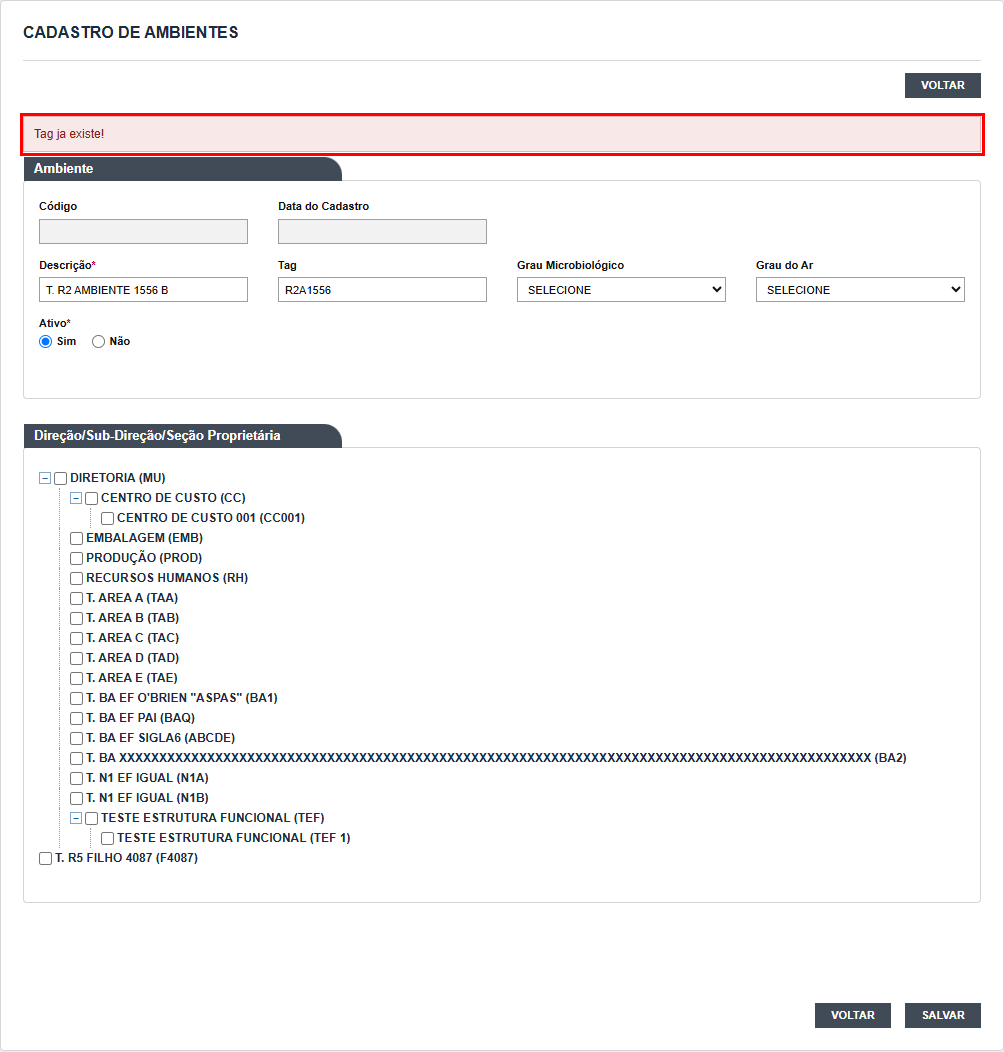 CADASTRO DE AMBIENTES
VOLTAR
Tag ja existe!
Ambiente
Código Data do Cadastro
Descrição* Tag Grau Microbiológico Grau do Ar
T. R2 AMBIENTE 1556 B R2A1556 SELECIONE SELECIONE
Ativo*
Sim Não
Direção/Sub-Direção/Seção Proprietária
DIRETORIA (MU)
CENTRO DE CUSTO (CC)
CENTRO DE CUSTO 001 (CC001)
EMBALAGEM (EMB)
PRODUÇÃO (PROD)
RECURSOS HUMANOS (RH)
T. AREA A (TAA)
T. AREA B (TAB)
T. AREA C (TAC)
T. AREA D (TAD)
T. AREA E (TAE)
T. BA EF O'BRIEN "ASPAS" (BA1)
T. BA EF PAI (BAQ)
T. BA EF SIGLA6 (ABCDE)
T. BA XXXXXXXXXXXXXXXXXXXXXXXXXXXXXXXXXXXXXXXXXXXXXXXXXXXXXXXXXXXXXXXXXXXXXXXXXXXXXXXXXXXXXXXXXXXXXX (BA2)
T. N1 EF IGUAL (N1A)
T. N1 EF IGUAL (N1B)
TESTE ESTRUTURA FUNCIONAL (TEF)
TESTE ESTRUTURA FUNCIONAL (TEF 1)
T. R5 FILHO 4087 (F4087)
VOLTAR SALVAR